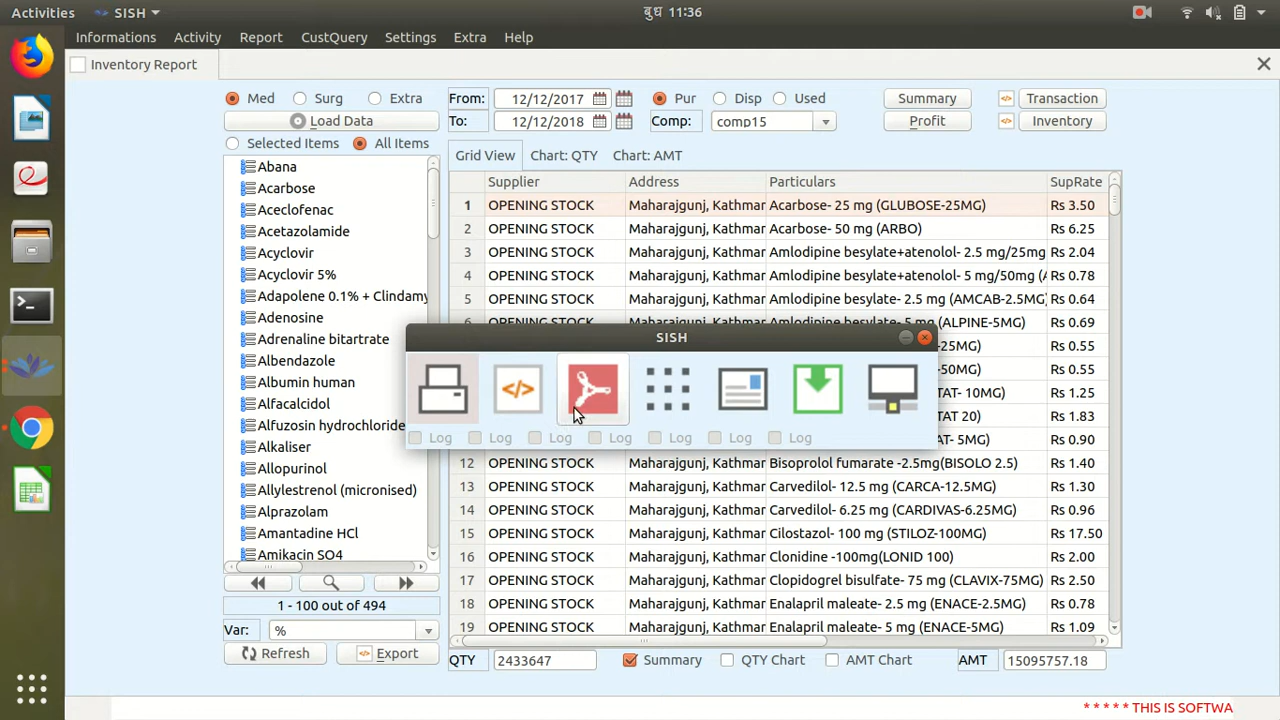 Activities SISH बुध 11:36
Informations Activity Report CustQuery Settings Extra Help
Inventory Report
Med Surg Extra From: 12/12/2017 Pur Disp Used Summary Transaction
Load Data To: 12/12/2018 Comp: comp15 Profit Inventory
Selected Items All Items
Grid View Chart: QTY Chart: AMT
Abana
Acarbose
Aceclofenac
Acetazolamide
Acyclovir
Acyclovir 5%
Adapolene 0.1% + Clindamy
Adenosine
Adrenaline bitartrate
Albendazole
Albumin human
Alfacalcidol
Alfuzosin hydrochloride
Alkaliser
Allopurinol
Allylestrenol (micronised)
Alprazolam
Amantadine HCl
Amikacin SO4
1 - 100 out of 494
Var: %
Refresh Export
Supplier Address Particulars SupRate
1 OPENING STOCK Maharajgunj, Kathmar Acarbose- 25 mg (GLUBOSE-25MG) Rs 3.50
2 OPENING STOCK Maharajgunj, Kathmar Acarbose- 50 mg (ARBO) Rs 6.25
3 OPENING STOCK Maharajgunj, Kathmar Amlodipine besylate+atenolol- 2.5 mg/25mg Rs 2.04
4 OPENING STOCK Maharajgunj, Kathmar Amlodipine besylate+atenolol- 5 mg/50mg (A Rs 0.78
5 OPENING STOCK Maharajgunj, Kathmar Amlodipine besylate- 2.5 mg (AMCAB-2.5MG) Rs 0.64
6 OPENING STOCK Maharajgunj, Kathmar Amlodipine besylate- 5 mg (ALPINE-5MG) Rs 0.69
SISH
Rs 0.55
Rs 0.55
TAT- 10MG) Rs 1.25
TAT 20) Rs 1.83
TAT- 5MG) Rs 0.90
Log Log Log Log Log Log Log
12 OPENING STOCK Maharajgunj, Kathmar Bisoprolol fumarate -2.5mg(BISOLO 2.5) Rs 1.40
13 OPENING STOCK Maharajgunj, Kathmar Carvedilol- 12.5 mg (CARCA-12.5MG) Rs 1.30
14 OPENING STOCK Maharajgunj, Kathmar Carvedilol- 6.25 mg (CARDIVAS-6.25MG) Rs 0.96
15 OPENING STOCK Maharajgunj, Kathmar Cilostazol- 100 mg (STILOZ-100MG) Rs 17.50
16 OPENING STOCK Maharajgunj, Kathmar Clonidine -100mg(LONID 100) Rs 2.00
17 OPENING STOCK Maharajgunj, Kathmar Clopidogrel bisulfate- 75 mg (CLAVIX-75MG) Rs 2.50
18 OPENING STOCK Maharajgunj, Kathmar Enalapril maleate- 2.5 mg (ENACE-2.5MG) Rs 0.78
19 OPENING STOCK Maharajgunj, Kathmar Enalapril maleate- 5 mg (ENACE-5MG) Rs 1.09
QTY 2433647 Summary QTY Chart AMT Chart AMT 15095757.18
* * * * * THIS IS SOFTWA